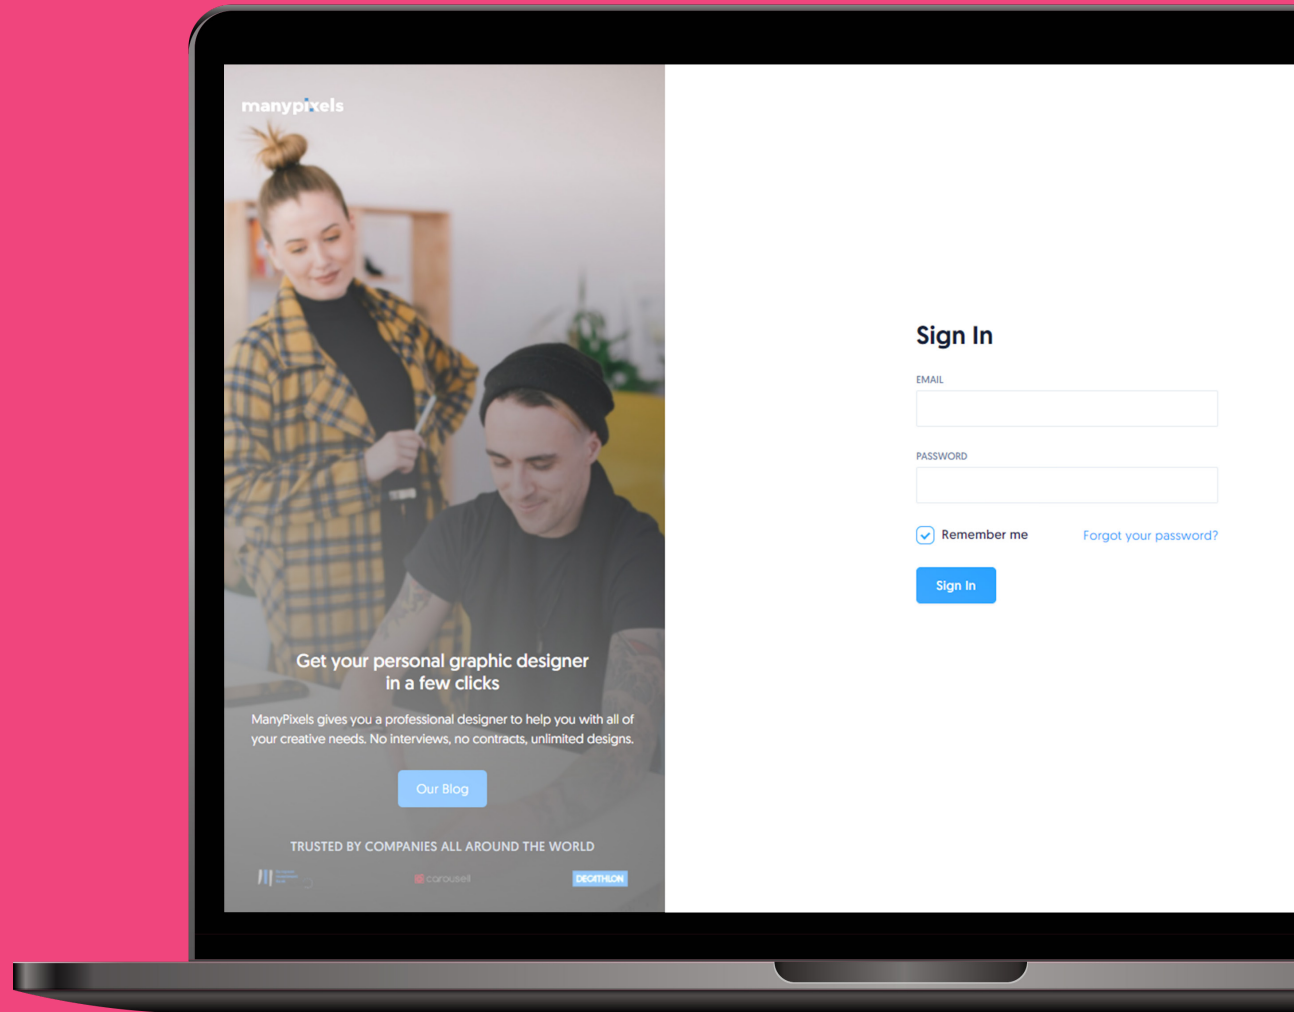 manypixels
Get your personal graphic designer
in a few clicks
ManyPixels gives you a professional designer to help you with all of
your creative needs. No interviews, no contracts, unlimited designs.
Our Blog
TRUSTED BY COMPANIES ALL AROUND THE WORLD
carousell
DECATHLON
Sign In
EMAIL
PASSWORD
Remember me
Forgot your password?
Sign In